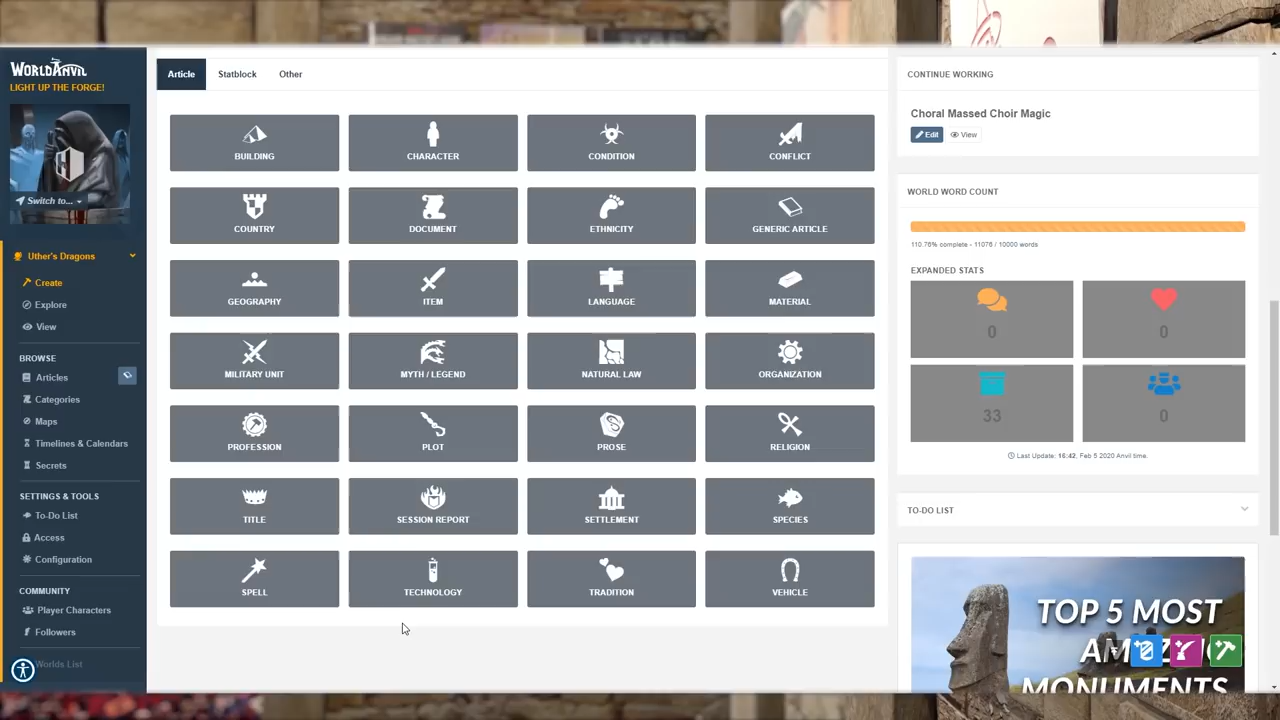 WORLDANVIL
LIGHT UP THE FORGE!
Switch to...
Uther's Dragons
Create
Explore
View
BROWSE
Articles
Categories
Maps
Timelines & Calendars
Secrets
SETTINGS & TOOLS
To-Do List
Access
Configuration
COMMUNITY
Player Characters
Followers
Worlds List
Article Statblock Other
BUILDING CHARACTER CONDITION CONFLICT
COUNTRY DOCUMENT ETHNICITY GENERIC ARTICLE
GEOGRAPHY ITEM LANGUAGE MATERIAL
MILITARY UNIT MYTH / LEGEND NATURAL LAW ORGANIZATION
PROFESSION PLOT PROSE RELIGION
TITLE SESSION REPORT SETTLEMENT SPECIES
SPELL TECHNOLOGY TRADITION VEHICLE
CONTINUE WORKING
Choral Massed Choir Magic
Edit View
WORLD WORD COUNT
110.76% complete - 11076 / 10000 words
EXPANDED STATS
0 0
33 0
Last Update: 16:42, Feb 5 2020 Anvil time.
TO-DO LIST
TOP 5 MOST
MONUMENTS